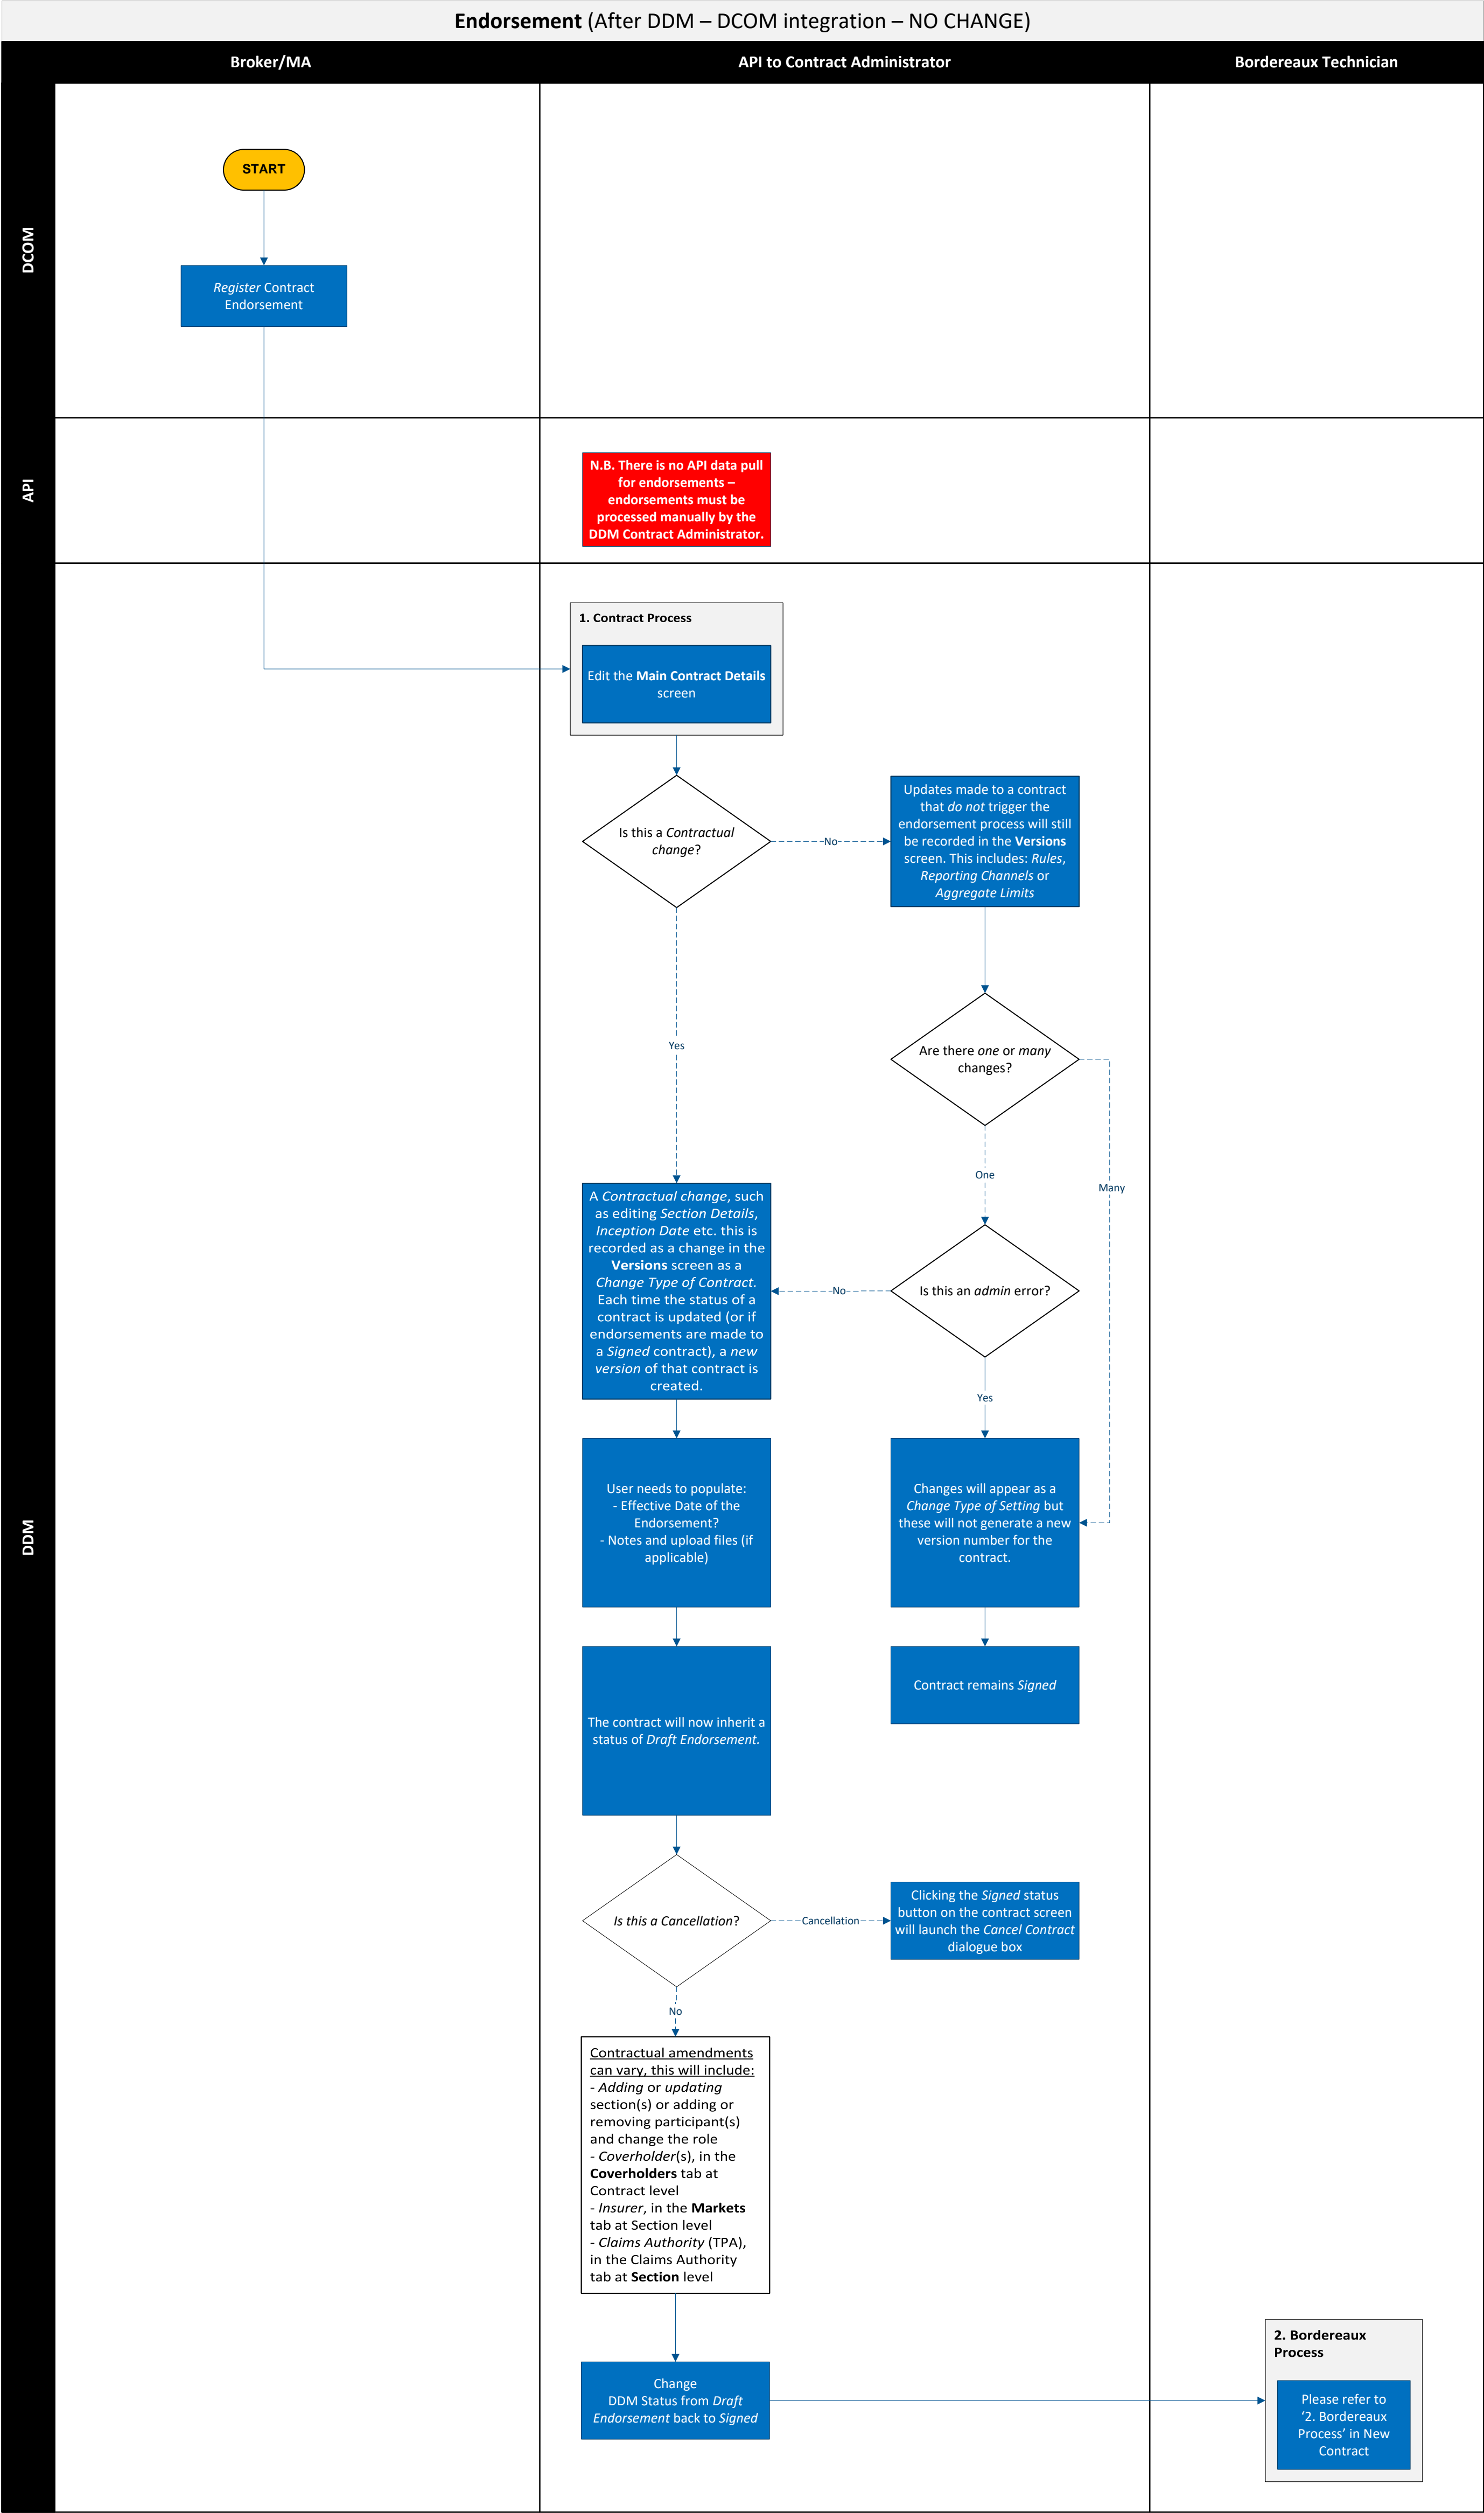 Endorsement (After DDM – DCOM integration – NO CHANGE)
Broker/MA
API to Contract Administrator
Bordereaux Technician
DCOM
START
Register Contract
Endorsement
API
N.B. There is no API data pull
for endorsements –
endorsements must be
processed manually by the
DDM Contract Administrator.
DDM
1. Contract Process
Edit the Main Contract Details
screen
Is this a Contractual
change?
No
Updates made to a contract
that do not trigger the
endorsement process will still
be recorded in the Versions
screen. This includes: Rules,
Reporting Channels or
Aggregate Limits
Yes
Are there one or many
changes?
One
Many
A Contractual change, such
as editing Section Details,
Inception Date etc. this is
recorded as a change in the
Versions screen as a
Change Type of Contract.
Each time the status of a
contract is updated (or if
endorsements are made to
a Signed contract), a new
version of that contract is
created.
No
Is this an admin error?
Yes
User needs to populate:
- Effective Date of the
Endorsement?
- Notes and upload files (if
applicable)
Changes will appear as a
Change Type of Setting but
these will not generate a new
version number for the
contract.
The contract will now inherit a
status of Draft Endorsement.
Contract remains Signed
Is this a Cancellation?
Cancellation
Clicking the Signed status
button on the contract screen
will launch the Cancel Contract
dialogue box
No
Contractual amendments
can vary, this will include:
- Adding or updating
section(s) or adding or
removing participant(s)
and change the role
- Coverholder(s), in the
Coverholders tab at
Contract level
- Insurer, in the Markets
tab at Section level
- Claims Authority (TPA),
in the Claims Authority
tab at Section level
Change
DDM Status from Draft
Endorsement back to Signed
2. Bordereaux
Process
Please refer to
‘2. Bordereaux
Process’ in New
Contract